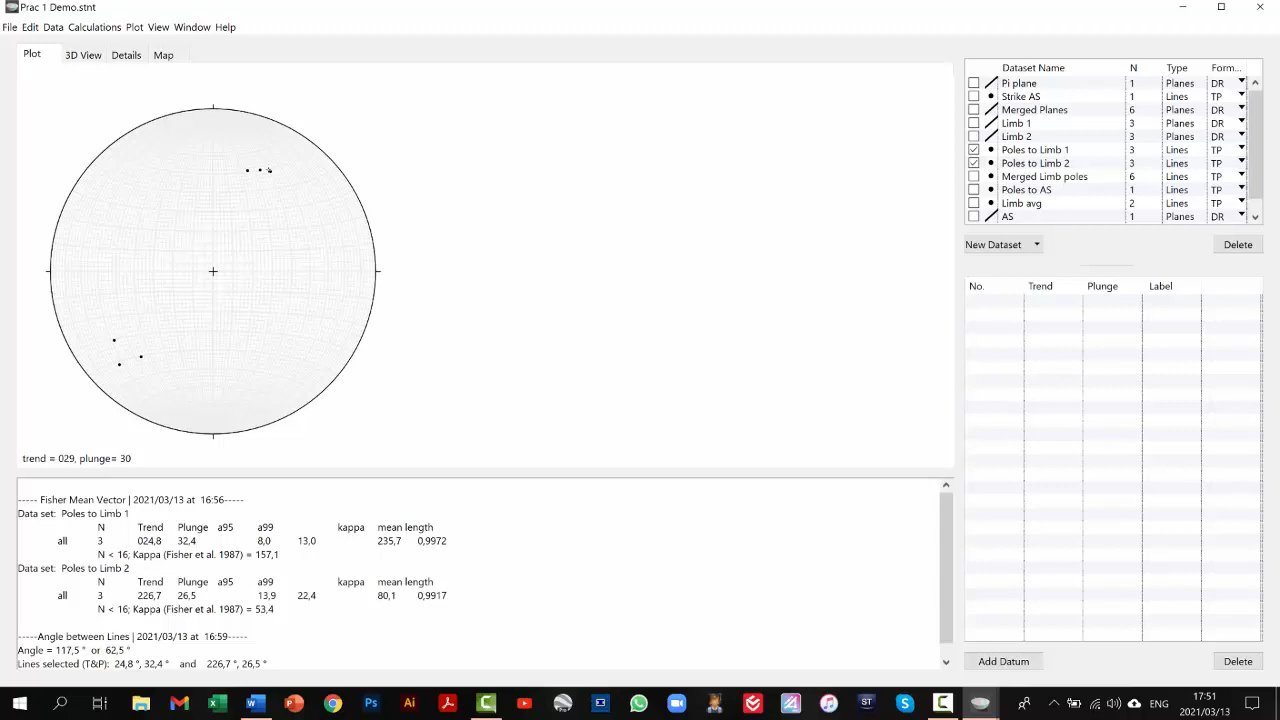 Prac 1 Demo.stnt
File Edit Data Calculations Plot View Window Help
Plot 3D View Details Map
Dataset Name N Type Form...
Pi plane 1 Planes DR
Strike AS 1 Lines TP
Merged Planes 6 Planes DR
Limb 1 3 Planes DR
Limb 2 3 Planes DR
Poles to Limb 1 3 Lines TP
Poles to Limb 2 3 Lines TP
Merged Limb poles 6 Lines TP
Poles to AS 1 Lines TP
Limb avg 2 Lines TP
AS 1 Planes DR
New Dataset Delete
No. Trend Plunge Label
trend = 029, plunge= 30
----- Fisher Mean Vector | 2021/03/13 at 16:56-----
Data set: Poles to Limb 1
N Trend Plunge a95 a99 kappa mean length
all 3 024,8 32,4 8,0 13,0 235,7 0,9972
N < 16; Kappa (Fisher et al. 1987) = 157,1
Data set: Poles to Limb 2
N Trend Plunge a95 a99 kappa mean length
all 3 226,7 26,5 13,9 22,4 80,1 0,9917
N < 16; Kappa (Fisher et al. 1987) = 53,4
-----Angle between Lines | 2021/03/13 at 16:59-----
Angle = 117,5 ° or 62,5 °
Lines selected (T&P): 24,8 °, 32,4 ° and 226,7 °, 26,5 °
Add Datum Delete
Ps Ai ST ENG 17:51
2021/03/13